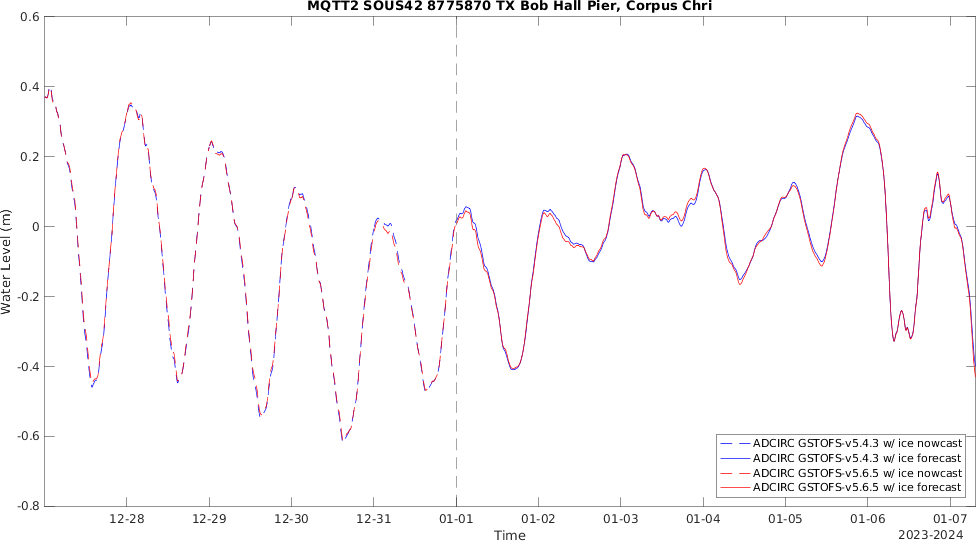 MQTT2 SOUS42 8775870 TX Bob Hall Pier, Corpus Chri
0.6
0.4
0.2
0
-0.2
-0.4
-0.6
-0.8
Water Level (m)
ADCIRC GSTOFS-v5.4.3 w/ ice nowcast
ADCIRC GSTOFS-v5.4.3 w/ ice forecast
ADCIRC GSTOFS-v5.6.5 w/ ice nowcast
ADCIRC GSTOFS-v5.6.5 w/ ice forecast
12-28 12-29 12-30 12-31 01-01 01-02 01-03 01-04 01-05 01-06 01-07
Time
2023-2024